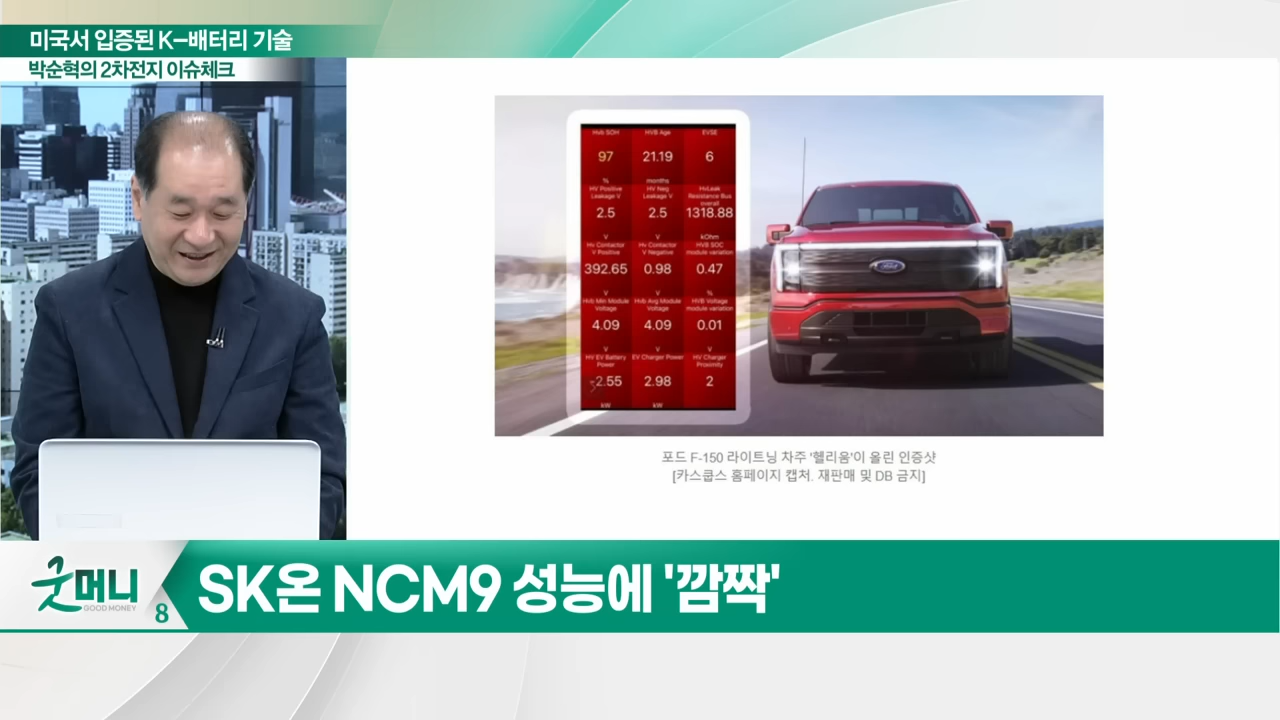 미국서 입증된 K-배터리 기술
박순혁의 2차전지 이슈체크
Hvb SOH HVB Age EVSE
97 21.19 6
% months
HV Positive Leakage V HV Neg Leakage V HvLeak Resistance Bus overall
2.5 2.5 1318.88
V V kOhm
Hv Contactor V Positive Hv Contactor V Negative HVB SOC module variation
392.65 0.98 0.47
V V %
Hvb Min Module Voltage Hvb Avg Module Voltage HVB Voltage module variation
4.09 4.09 0.01
V V V
HV EV Battery Power EV Charger Power HV Charger Proximity
-2.55 2.98 2
kW kW
Ford
포드 F-150 라이트닝 차주 '헬리움'이 올린 인증샷
[카스쿱스 홈페이지 캡처. 재판매 및 DB 금지]
굿머니
GOOD MONEY
8
SK온 NCM9 성능에 '깜짝'